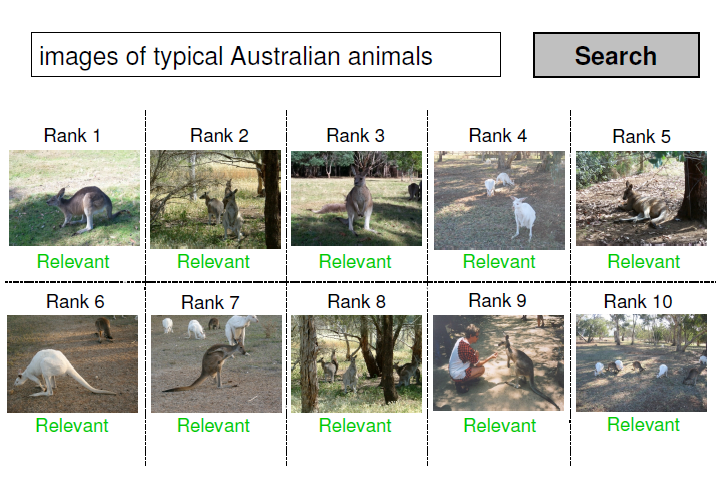 images of typical Australian animals
Search
Rank 1
Rank 2
Rank 3
Rank 4
Rank 5
Relevant
Relevant
Relevant
Relevant
Relevant
Rank 6
Rank 7
Rank 8
Rank 9
Rank 10
Relevant
Relevant
Relevant
Relevant
Relevant